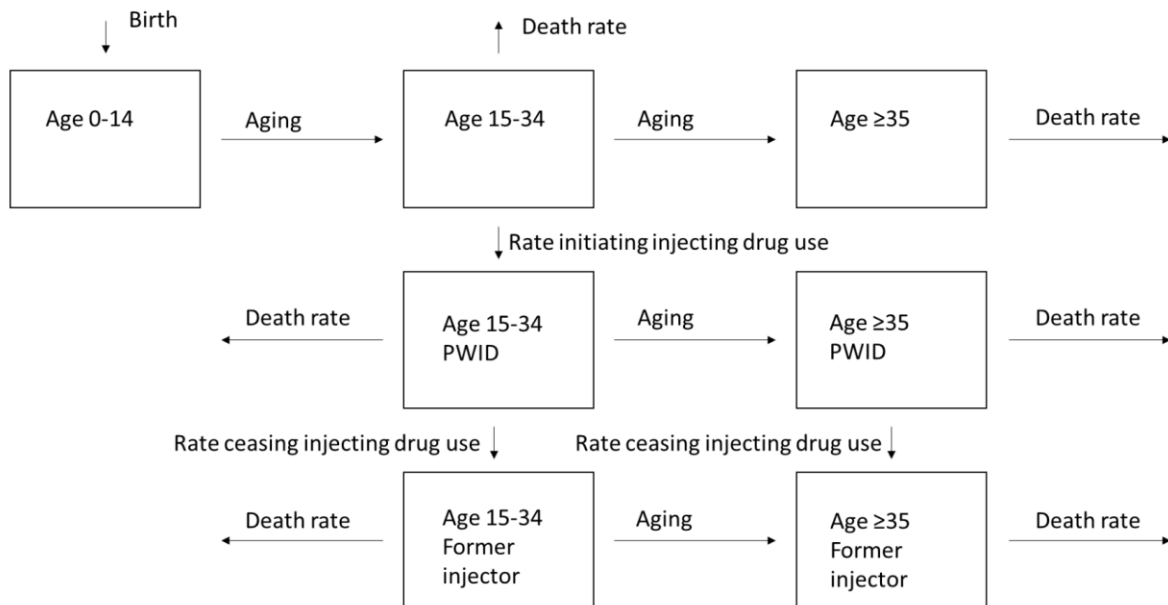 Birth
Death rate
Age 0-14
Aging
Age 15-34
Aging
Age ≥35
Death rate
Rate initiating injecting drug use
Death rate
Age 15-34
PWID
Aging
Age ≥35
PWID
Death rate
Rate ceasing injecting drug use
Rate ceasing injecting drug use
Death rate
Age 15-34
Former
injector
Aging
Age ≥35
Former
injector
Death rate